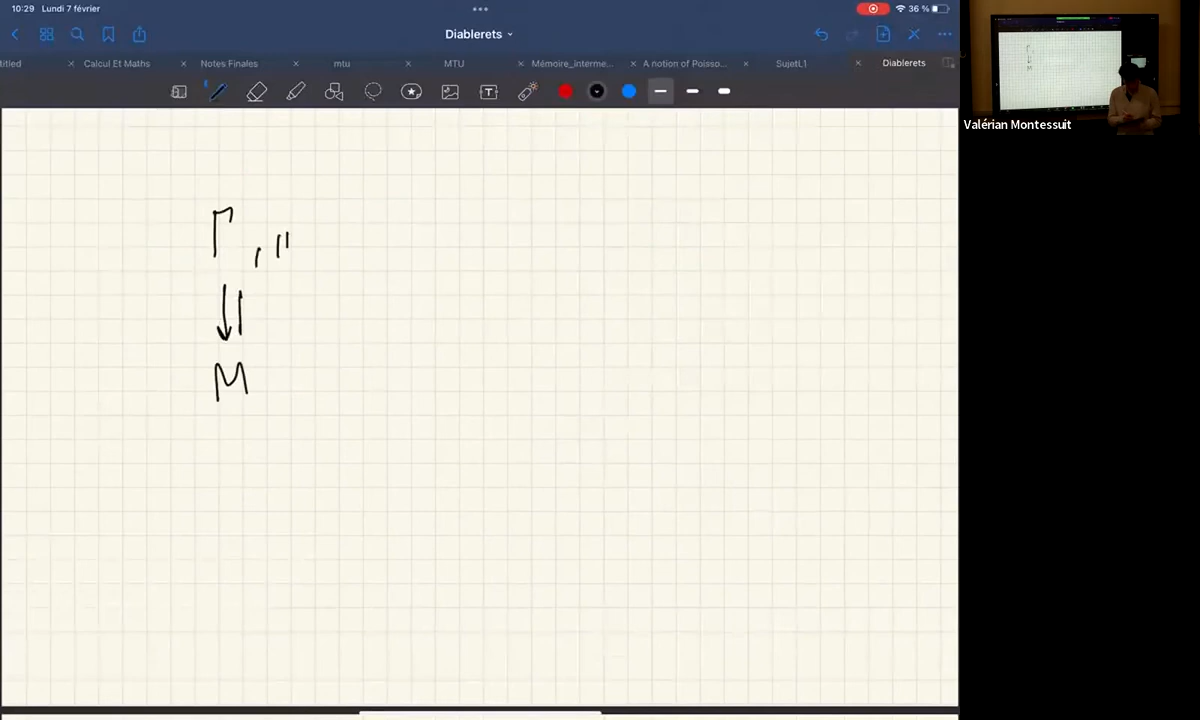 10:29 Lundi 7 février
36 %
Diablerets
titled
Calcul Et Maths
Notes Finales
mtu
MTU
Mémoire_interme...
A notion of Poisso...
SujetL1
Diablerets
T
Valérian Montessuit
Γ
M